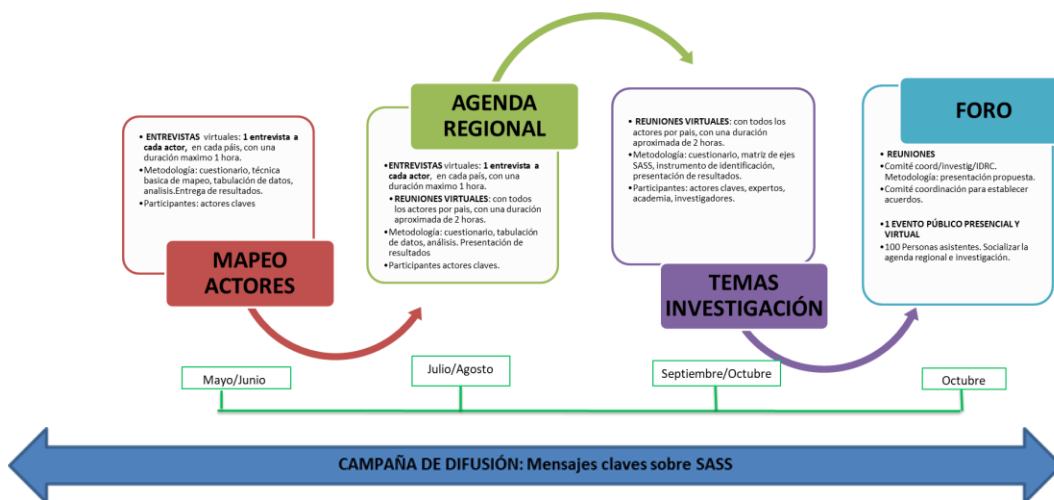 MAPEO
ACTORES
• ENTREVISTAS virtuales: 1 entrevista a
cada actor, en cada páis, con una
duración maximo 1 hora.
• Metodología: cuestionario, técnica
basica de mapeo, tabulación de datos,
analisis.Entrega de resultados.
• Participantes: actores claves
AGENDA
REGIONAL
•ENTREVISTAS virtuales: 1 entrevista a
cada actor, en cada país, con una
duración maximo 1 hora.
• REUNIONES VIRTUALES: con todos
los actores por pais, con una duración
aproximada de 2 horas.
•Metodología: cuestionario, tabulación
de datos, análisis. Presentación de
resultados
•Participantes actores claves.
TEMAS
INVESTIGACIÓN
• REUNIONES VIRTUALES: con todos los
actores por pais, con una duración
aproximada de 2 horas.
•Metodología: cuestionario, matriz de ejes
SASS, instrumento de identificación,
presentación de resultados.
•Participantes: actores claves, expertos,
academia, investigadores.
FORO
• REUNIONES
• Comité coord/investig/IDRC.
Metodología: presentación propuesta.
• Comité coordinación para establecer
acuerdos.
• 1 EVENTO PÚBLICO PRESENCIAL Y
VIRTUAL
• 100 Personas asistentes. Socializar la
agenda regional e investigación.
Mayo/Junio
Julio/Agosto
Septiembre/Octubre
Octubre
CAMPAÑA DE DIFUSIÓN: Mensajes claves sobre SASS